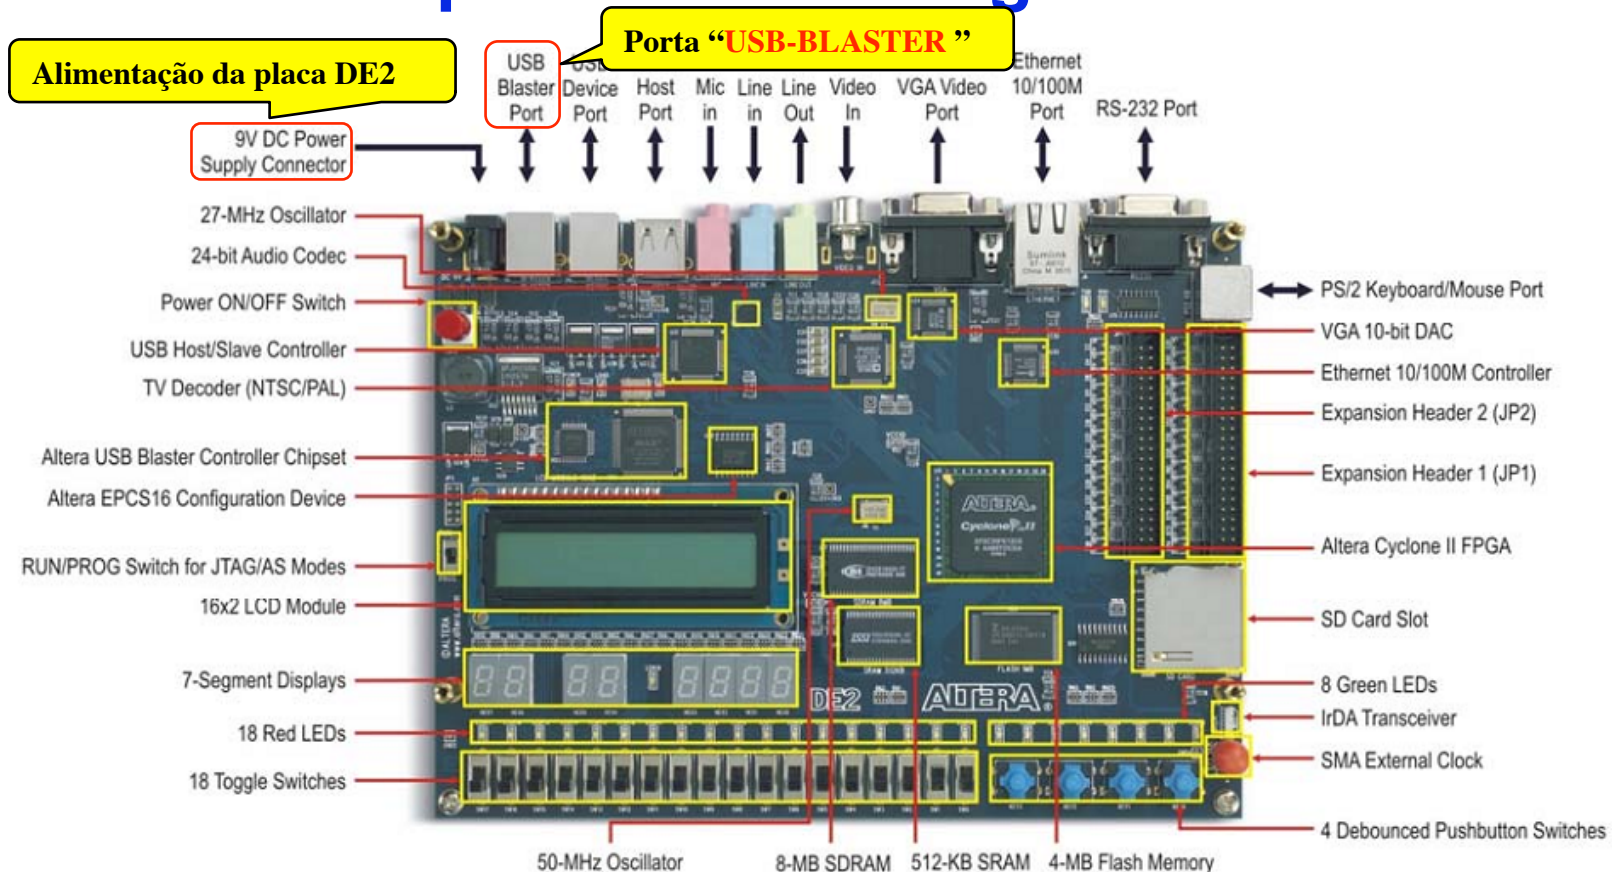 Alimentação da placa DE2
Porta “USB-BLASTER ”
USB
Blaster
Port
USB
Device
Port
Host
Port
Mic
in
Line
in
Line
Out
Video
In
VGA Video
Port
Ethernet
10/100M
Port
RS-232 Port
9V DC Power
Supply Connector
27-MHz Oscillator
24-bit Audio Codec
Power ON/OFF Switch
USB Host/Slave Controller
TV Decoder (NTSC/PAL)
Altera USB Blaster Controller Chipset
Altera EPCS16 Configuration Device
RUN/PROG Switch for JTAG/AS Modes
16x2 LCD Module
7-Segment Displays
18 Red LEDs
18 Toggle Switches
PS/2 Keyboard/Mouse Port
VGA 10-bit DAC
Ethernet 10/100M Controller
Expansion Header 2 (JP2)
Expansion Header 1 (JP1)
Altera Cyclone II FPGA
SD Card Slot
8 Green LEDs
IrDA Transceiver
SMA External Clock
4 Debounced Pushbutton Switches
50-MHz Oscillator
8-MB SDRAM
512-KB SRAM
4-MB Flash Memory
Sumlink
VIDEO IN
ALTERA
Cyclone II
FLASH
DE2
ALTERA
©ALTERA